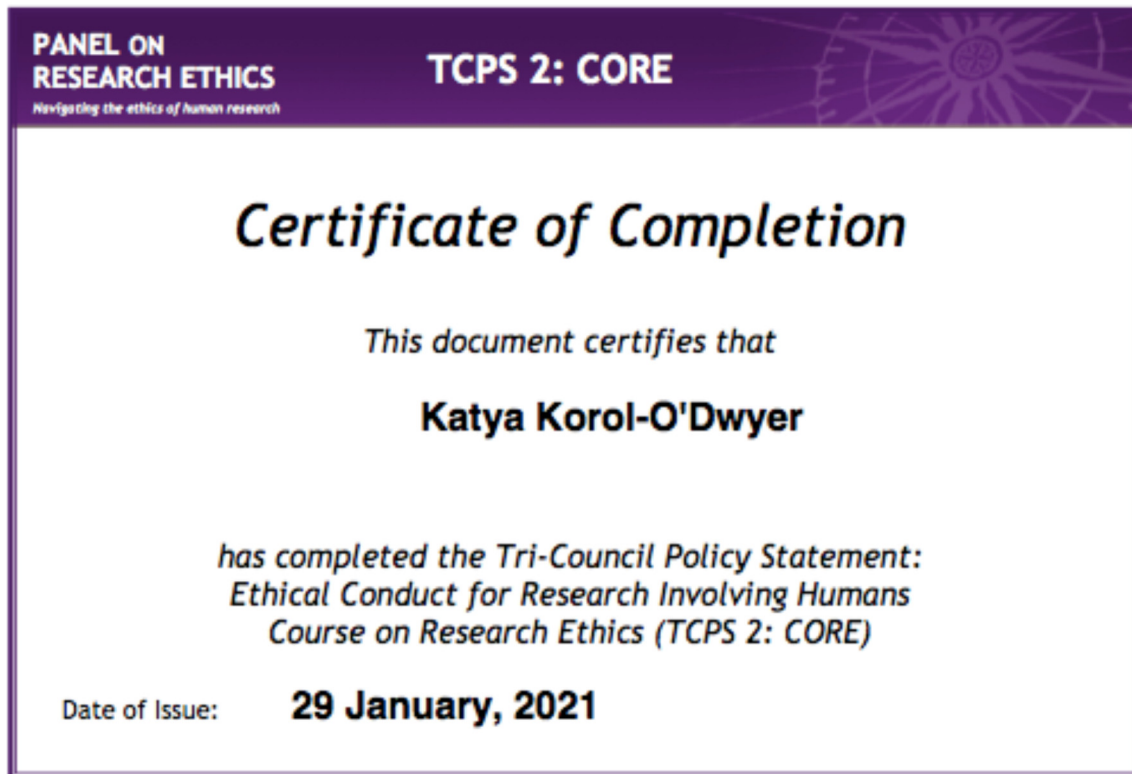 PANEL ON
RESEARCH ETHICS
Navigating the ethics of human research
TCPS 2: CORE
Certificate of Completion
This document certifies that
Katya Korol-O'Dwyer
has completed the Tri-Council Policy Statement:
Ethical Conduct for Research Involving Humans
Course on Research Ethics (TCPS 2: CORE)
Date of Issue: 29 January, 2021